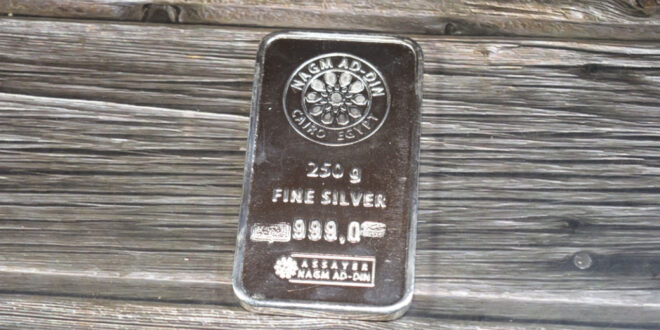 NAGM AD-DIN
CAIRO EGYPT
250 g
FINE SILVER
999,0
ASSAYER
NAGM AD-DIN